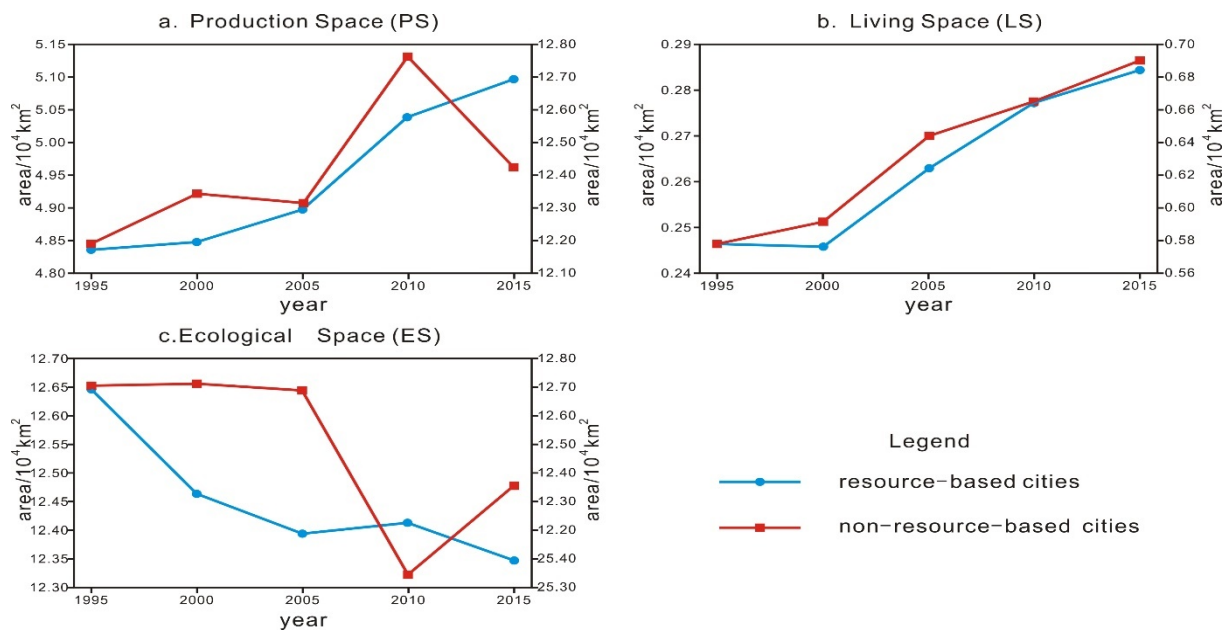 a. Production Space (PS)
5.15
5.10
5.05
5.00
4.95
4.90
4.85
4.80
area/10⁴km²
12.80
12.70
12.60
12.50
12.40
12.30
12.20
12.10
area/10⁴km²
1995 2000 2005 2010 2015
year
b. Living Space (LS)
0.29
0.28
0.27
0.26
0.25
0.24
area/10⁴km²
0.70
0.68
0.66
0.64
0.62
0.60
0.58
0.56
area/10⁴km²
1995 2000 2005 2010 2015
year
c.Ecological Space (ES)
12.70
12.65
12.60
12.55
12.50
12.45
12.40
12.35
12.30
area/10⁴km²
12.80
12.70
12.60
12.50
12.40
12.30
12.20
25.40
25.30
area/10⁴km²
1995 2000 2005 2010 2015
year
Legend
resource-based cities
non-resource-based cities